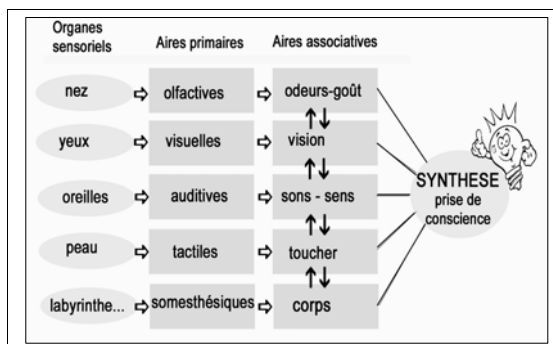 Organes
sensoriels
Aires primaires
Aires associatives
nez
olfactives
odeurs-goût
yeux
visuelles
vision
oreilles
auditives
sons - sens
peau
tactiles
toucher
labyrinthe...
somesthésiques
corps
SYNTHESE
prise de
conscience